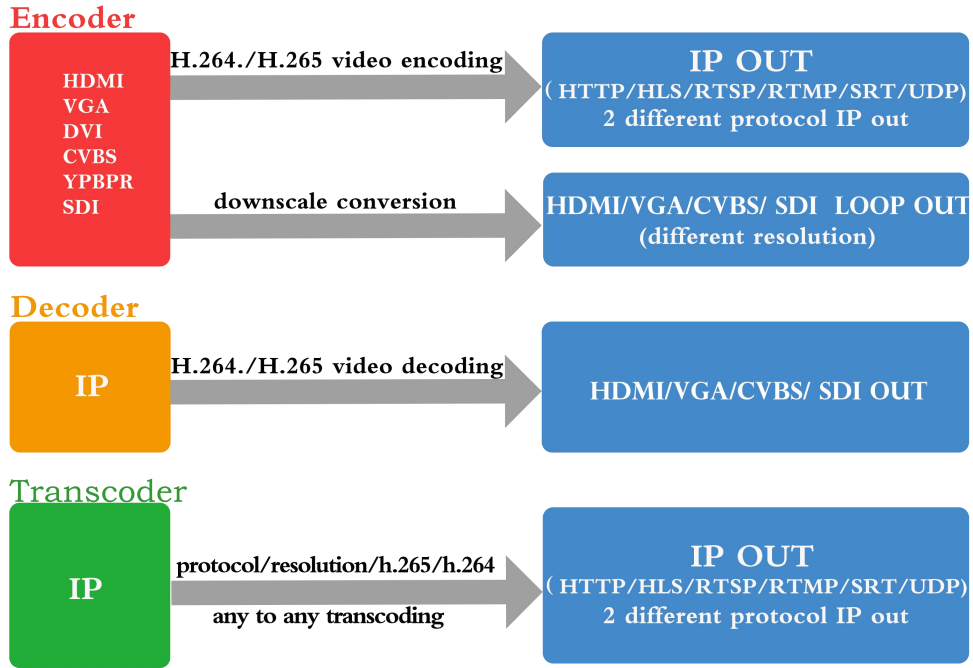 Encoder
HDMI
VGA
DVI
CVBS
YPBPR
SDI
H.264./H.265 video encoding
IP OUT
( HTTP/HLS/RTSP/RTMP/SRT/UDP)
2 different protocol IP out
downscale conversion
HDMI/VGA/CVBS/ SDI LOOP OUT
(different resolution)
Decoder
IP
H.264./H.265 video decoding
HDMI/VGA/CVBS/ SDI OUT
Transcoder
IP
protocol/resolution/h.265/h.264
any to any transcoding
IP OUT
( HTTP/HLS/RTSP/RTMP/SRT/UDP)
2 different protocol IP out